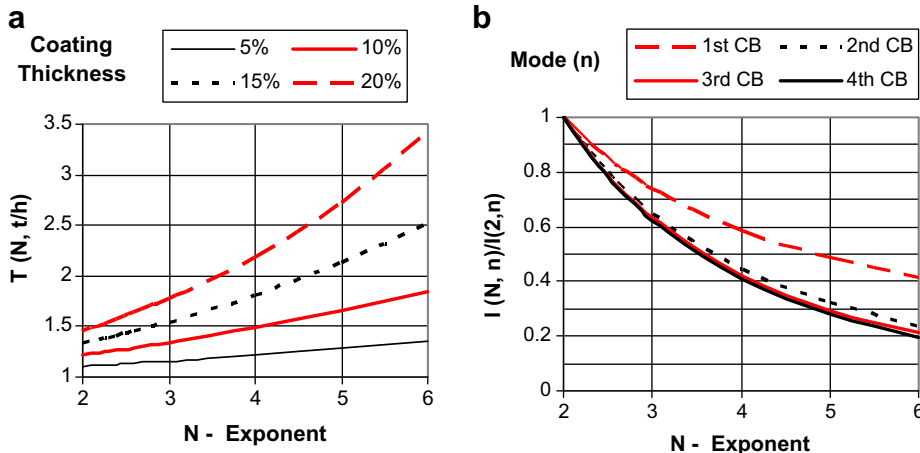 a
Coating
Thickness
5% 10%
15% 20%
T (N, t/h)
3.5
3
2.5
2
1.5
1
2 3 4 5 6
N - Exponent
b
Mode (n)
1st CB 2nd CB
3rd CB 4th CB
I (N, n)/I(2,n)
1
0.8
0.6
0.4
0.2
0
2 3 4 5 6
N - Exponent